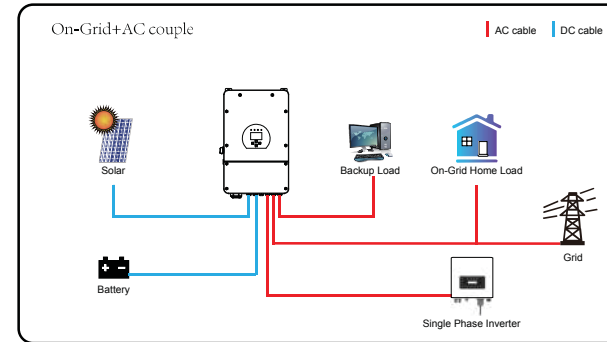 On-Grid+AC couple
AC cable
DC cable
Solar
Backup Load
On-Grid Home Load
Grid
Battery
Single Phase Inverter